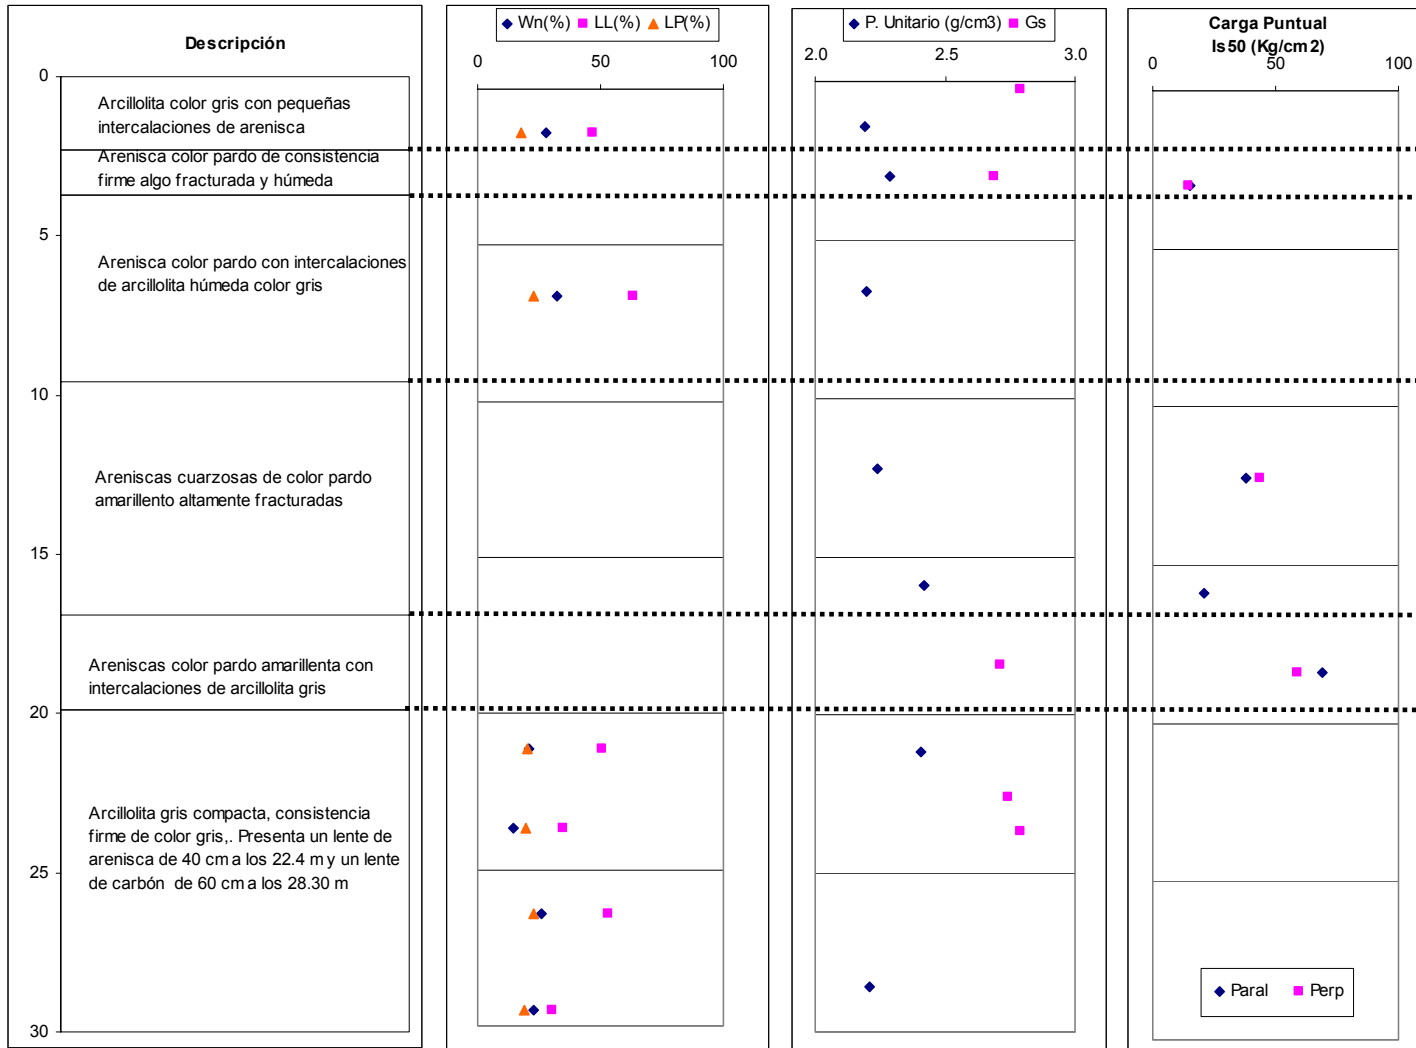 Descripción
0
Arcillolita color gris con pequeñas
intercalaciones de arenisca
Arenisca color pardo de consistencia
firme algo fracturada y húmeda
5
Arenisca color pardo con intercalaciones
de arcillolita húmeda color gris
10
Areniscas cuarzosas de color pardo
amarillento altamente fracturadas
15
Areniscas color pardo amarillenta con
intercalaciones de arcillolita gris
20
Arcillolita gris compacta, consistencia
firme de color gris,. Presenta un lente de
arenisca de 40 cm a los 22.4 m y un lente
de carbón de 60 cm a los 28.30 m
25
30
Wn(%) LL(%) LP(%)
0 50 100
P. Unitario (g/cm3) Gs
2.0 2.5 3.0
Carga Puntual
Is50 (Kg/cm2)
0 50 100
Paral Perp